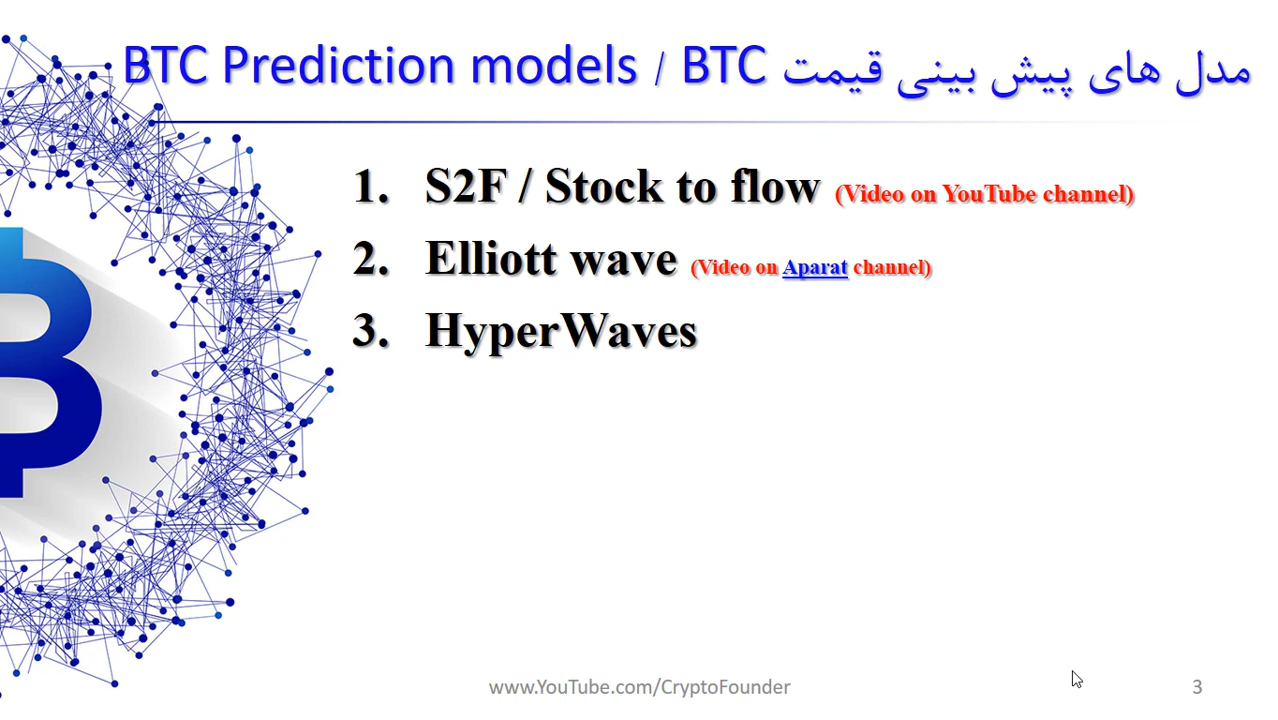 BTC Prediction models / BTC مدل های پیش بینی قیمت
1. S2F / Stock to flow (Video on YouTube channel)
2. Elliott wave (Video on Aparat channel)
3. HyperWaves
www.YouTube.com/CryptoFounder
3